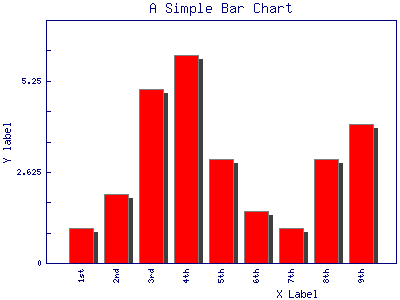 A Simple Bar Chart
5.25
Y label
2.625
0
1st 2nd 3rd 4th 5th 6th 7th 8th 9th
X Label